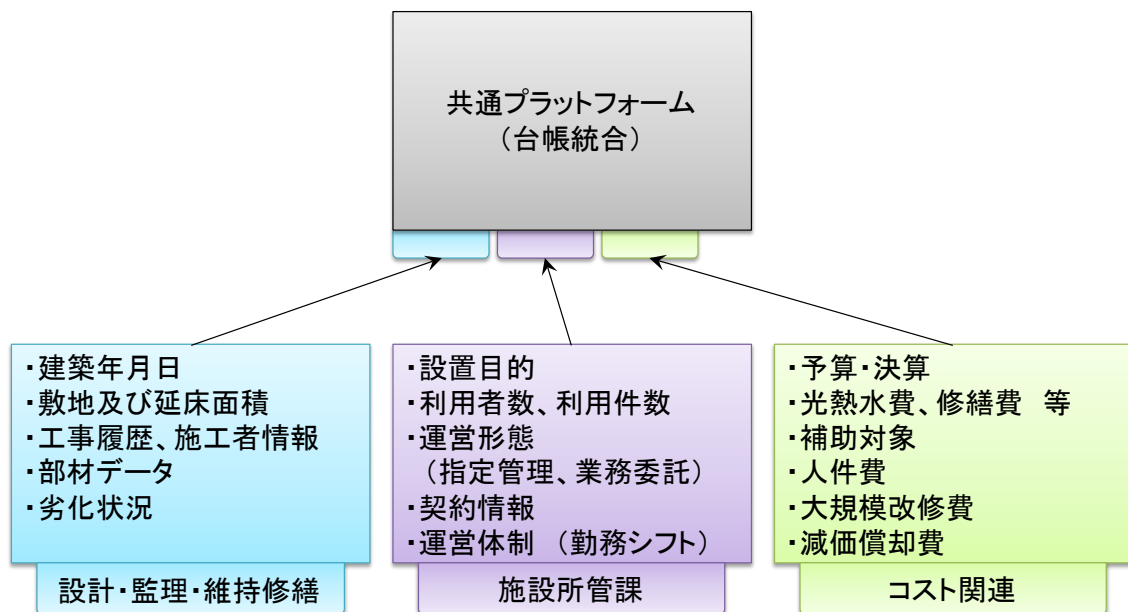 共通プラットフォーム
（台帳統合）
・建築年月日
・敷地及び延床面積
・工事履歴、施工者情報
・部材データ
・劣化状況
設計・監理・維持修繕
・設置目的
・利用者数、利用件数
・運営形態
（指定管理、業務委託）
・契約情報
・運営体制　（勤務シフト）
施設所管課
・予算・決算
・光熱水費、修繕費　等
・補助対象
・人件費
・大規模改修費
・減価償却費
コスト関連